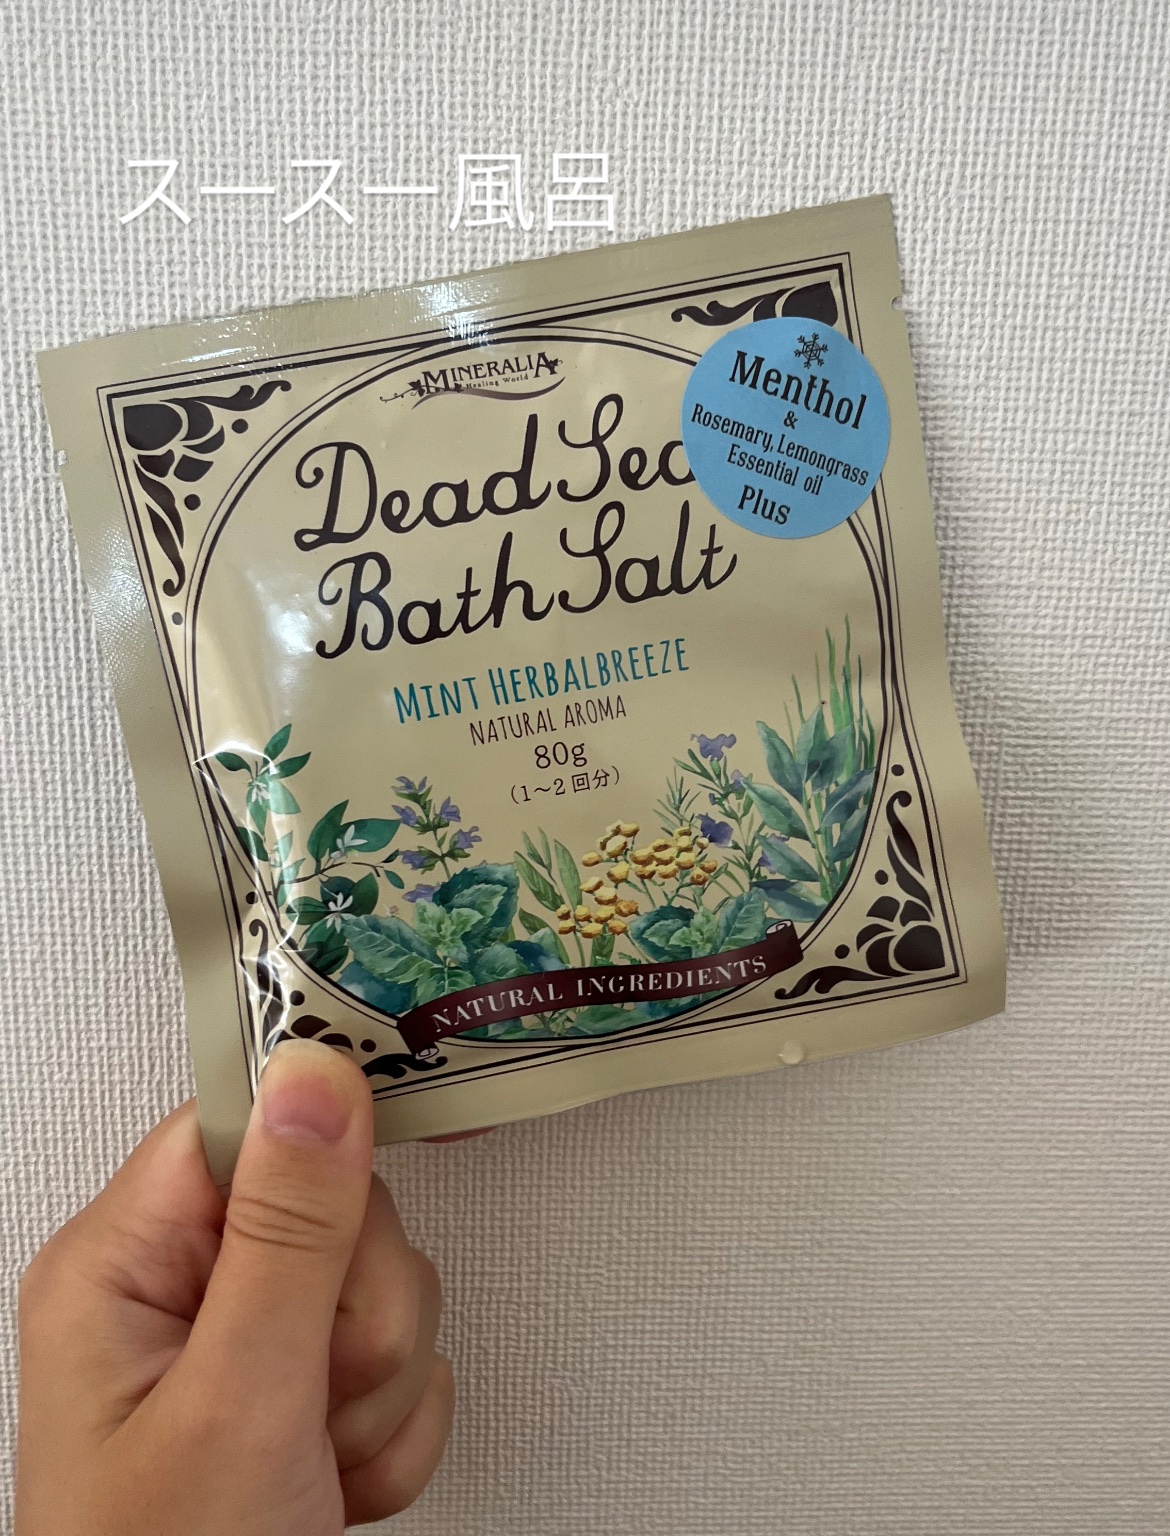 スースー風呂
MINERALIA
Healing World
Menthol
&
Rosemary, Lemongrass
Essential oil
Plus
Dead Sea
Bath Salt
MINT HERBALBREEZE
NATURAL AROMA
80g
(1〜2回分)
NATURAL INGREDIENTS